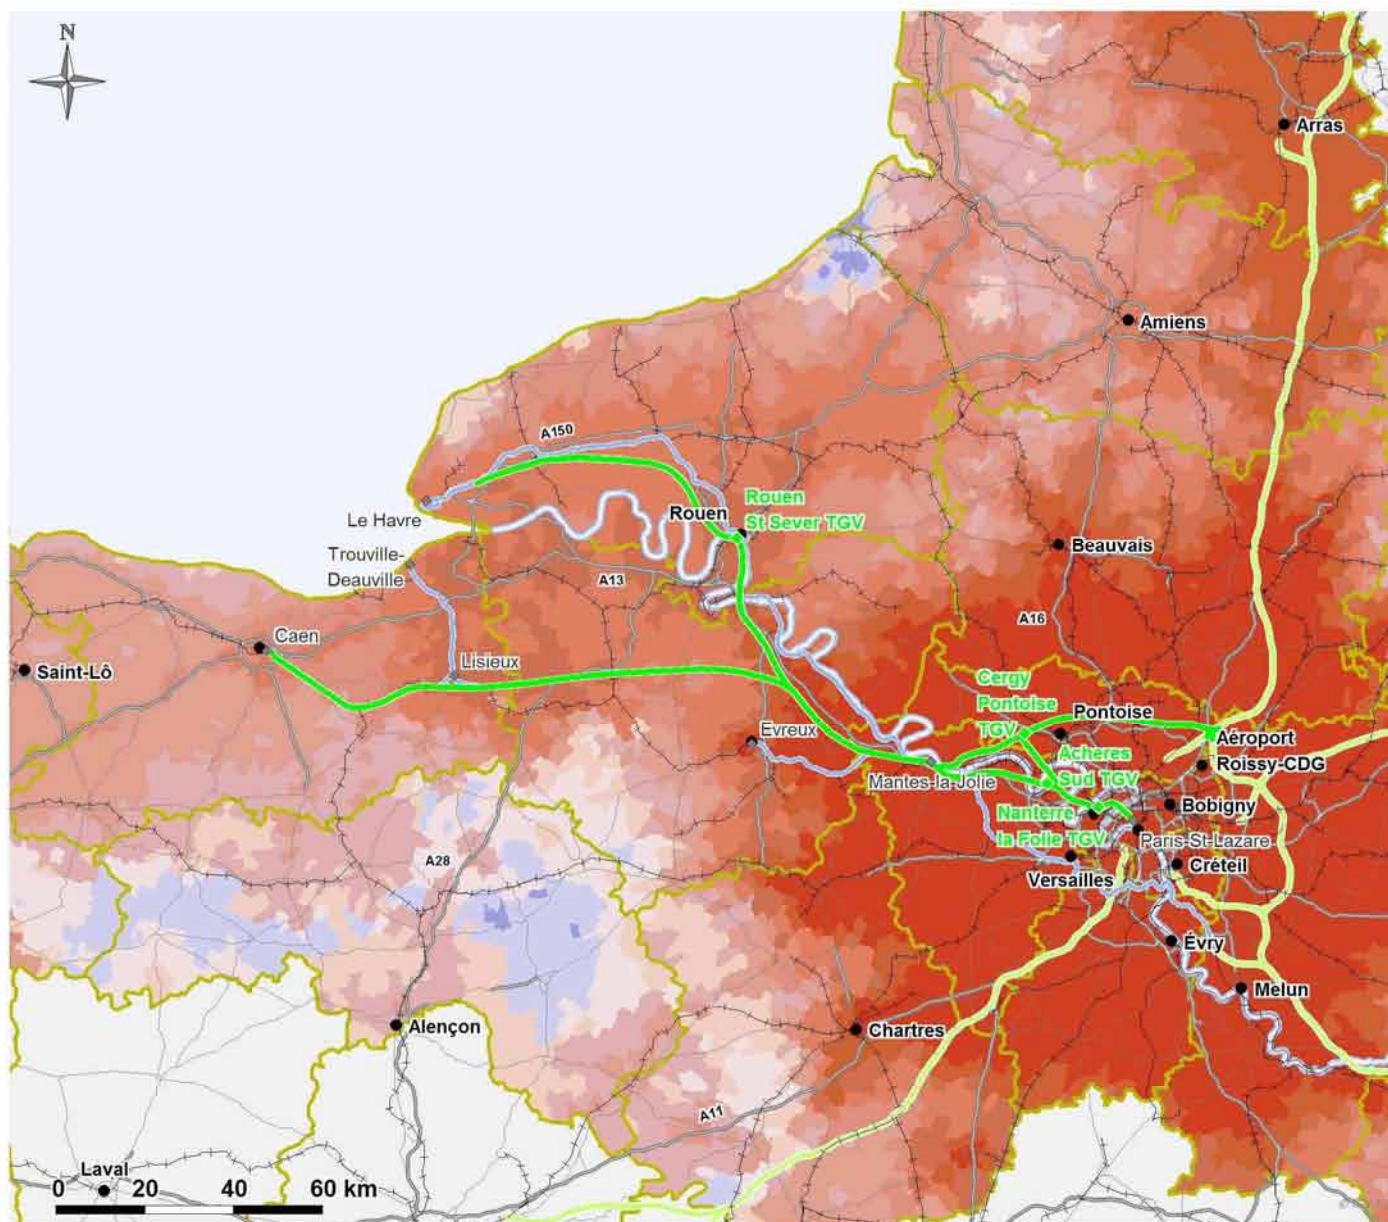 N
Arras
Amiens
A150
Le Havre
Rouen
Rouen
St Sever TGV
Trouville-
Deauville
A13
Beauvais
A16
Caen
Saint-Lô
Lisieux
Cergy
Pontoise
TGV
Pontoise
Evreux
Aéroport
Roissy-CDG
Mantes-la-Jolie
Acheres
Sud TGV
Bobigny
Nanterre
la Folie TGV
Paris-St-Lazare
A28
Versailles
Créteil
Évry
Melun
Alençon
Chartres
A11
Laval
0 20 40 60 km